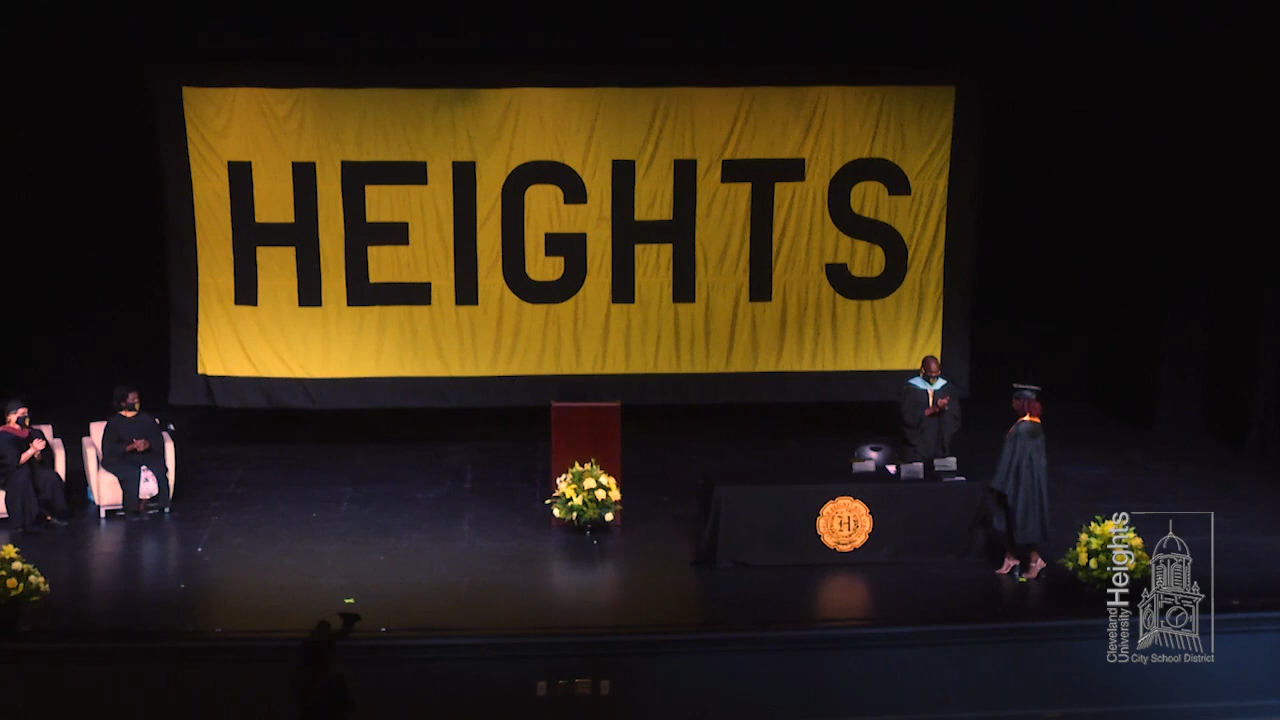 HEIGHTS
H
Cleveland
University
Heights
City School District